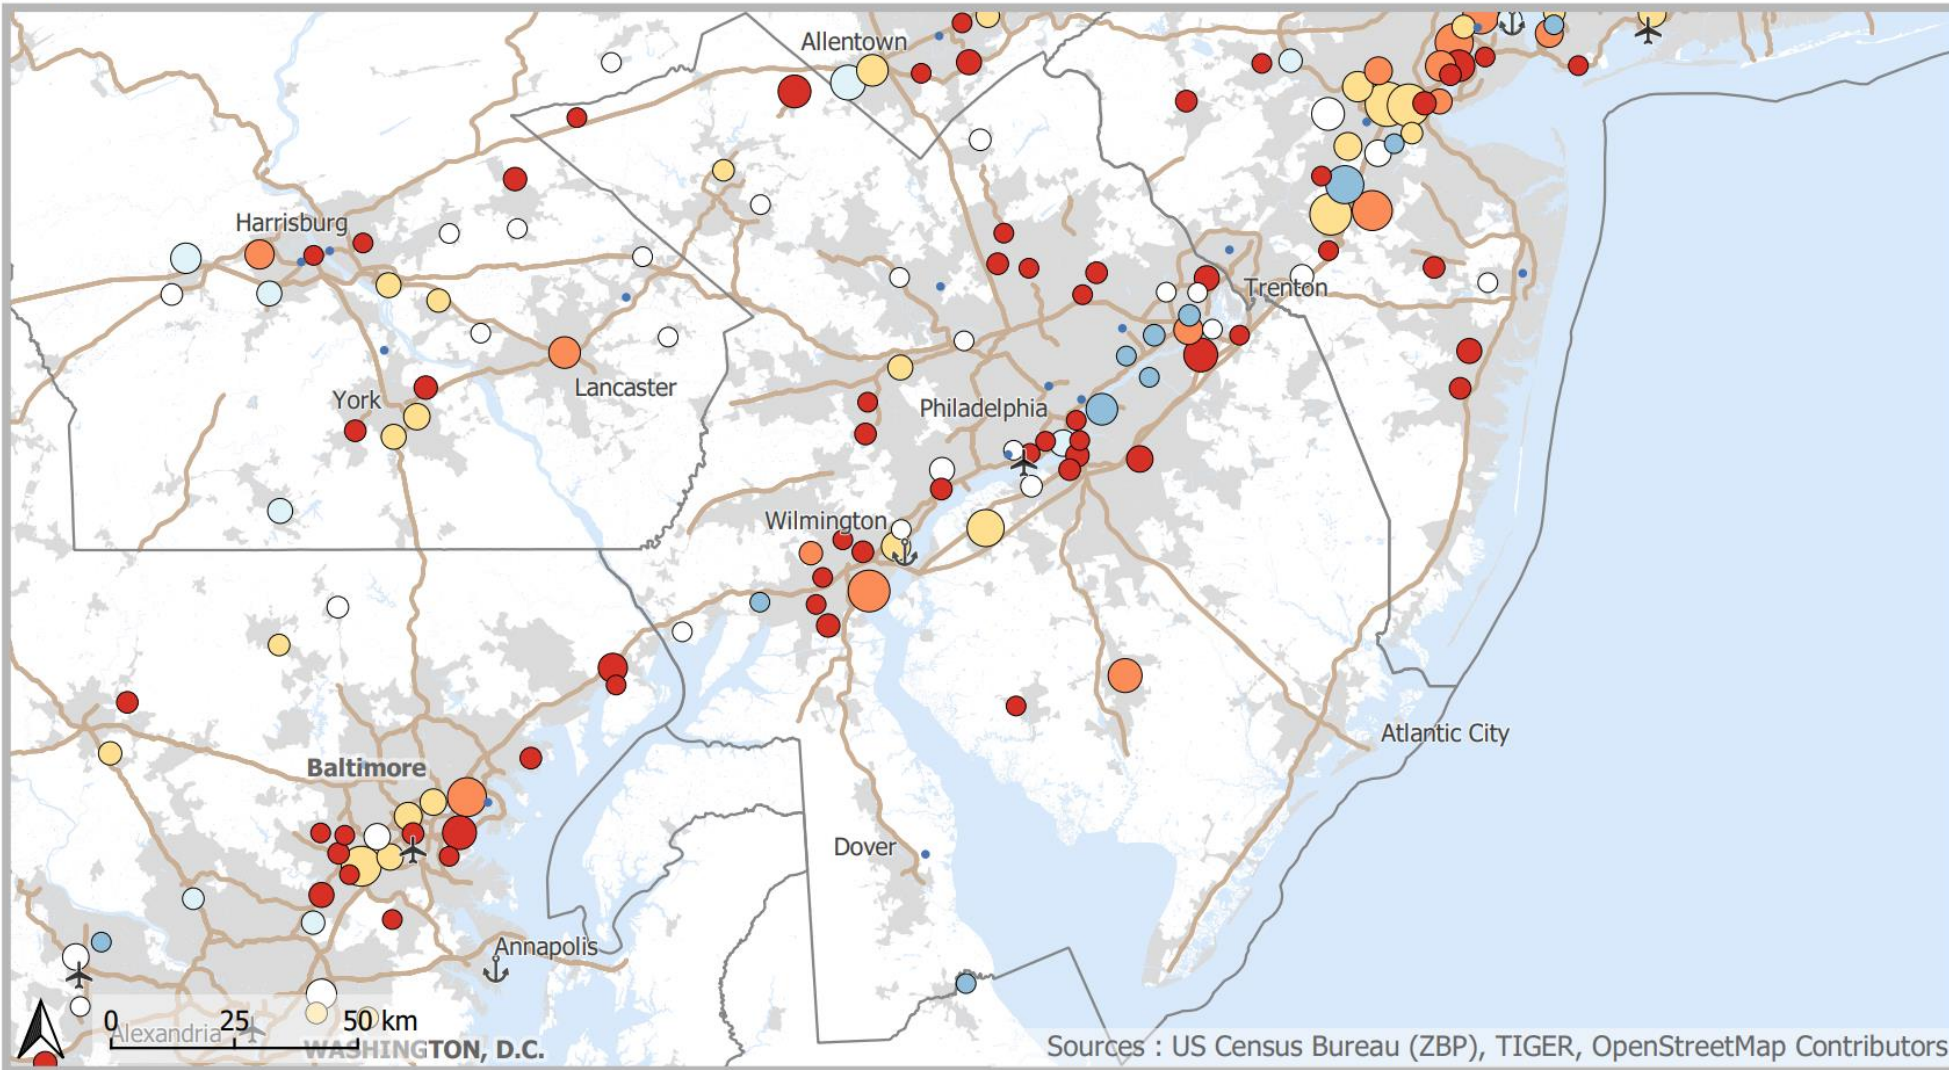 Allentown
Harrisburg
Trenton
Lancaster
York
Philadelphia
Wilmington
Atlantic City
Baltimore
Dover
Annapolis
0 25 50 km
Alexandria
WASHINGTON, D.C.
Sources : US Census Bureau (ZBP), TIGER, OpenStreetMap Contributors